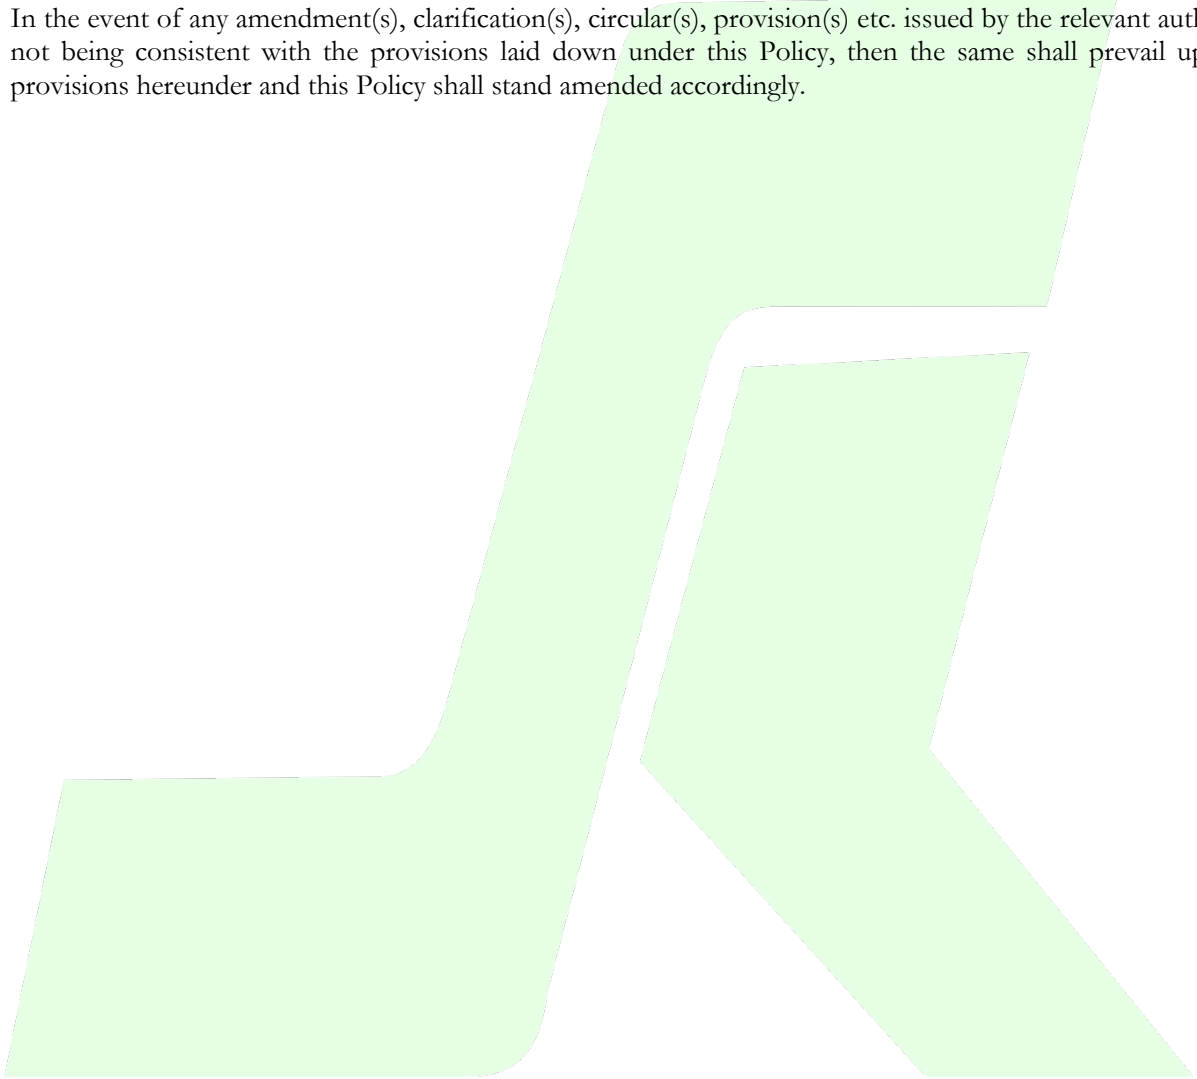 In the event of any amendment(s), clarification(s), circular(s), provision(s) etc. issued by the relevant
not being consistent with the provisions laid down under this Policy, then the same shall prevail
provisions hereunder and this Policy shall stand amended accordingly.